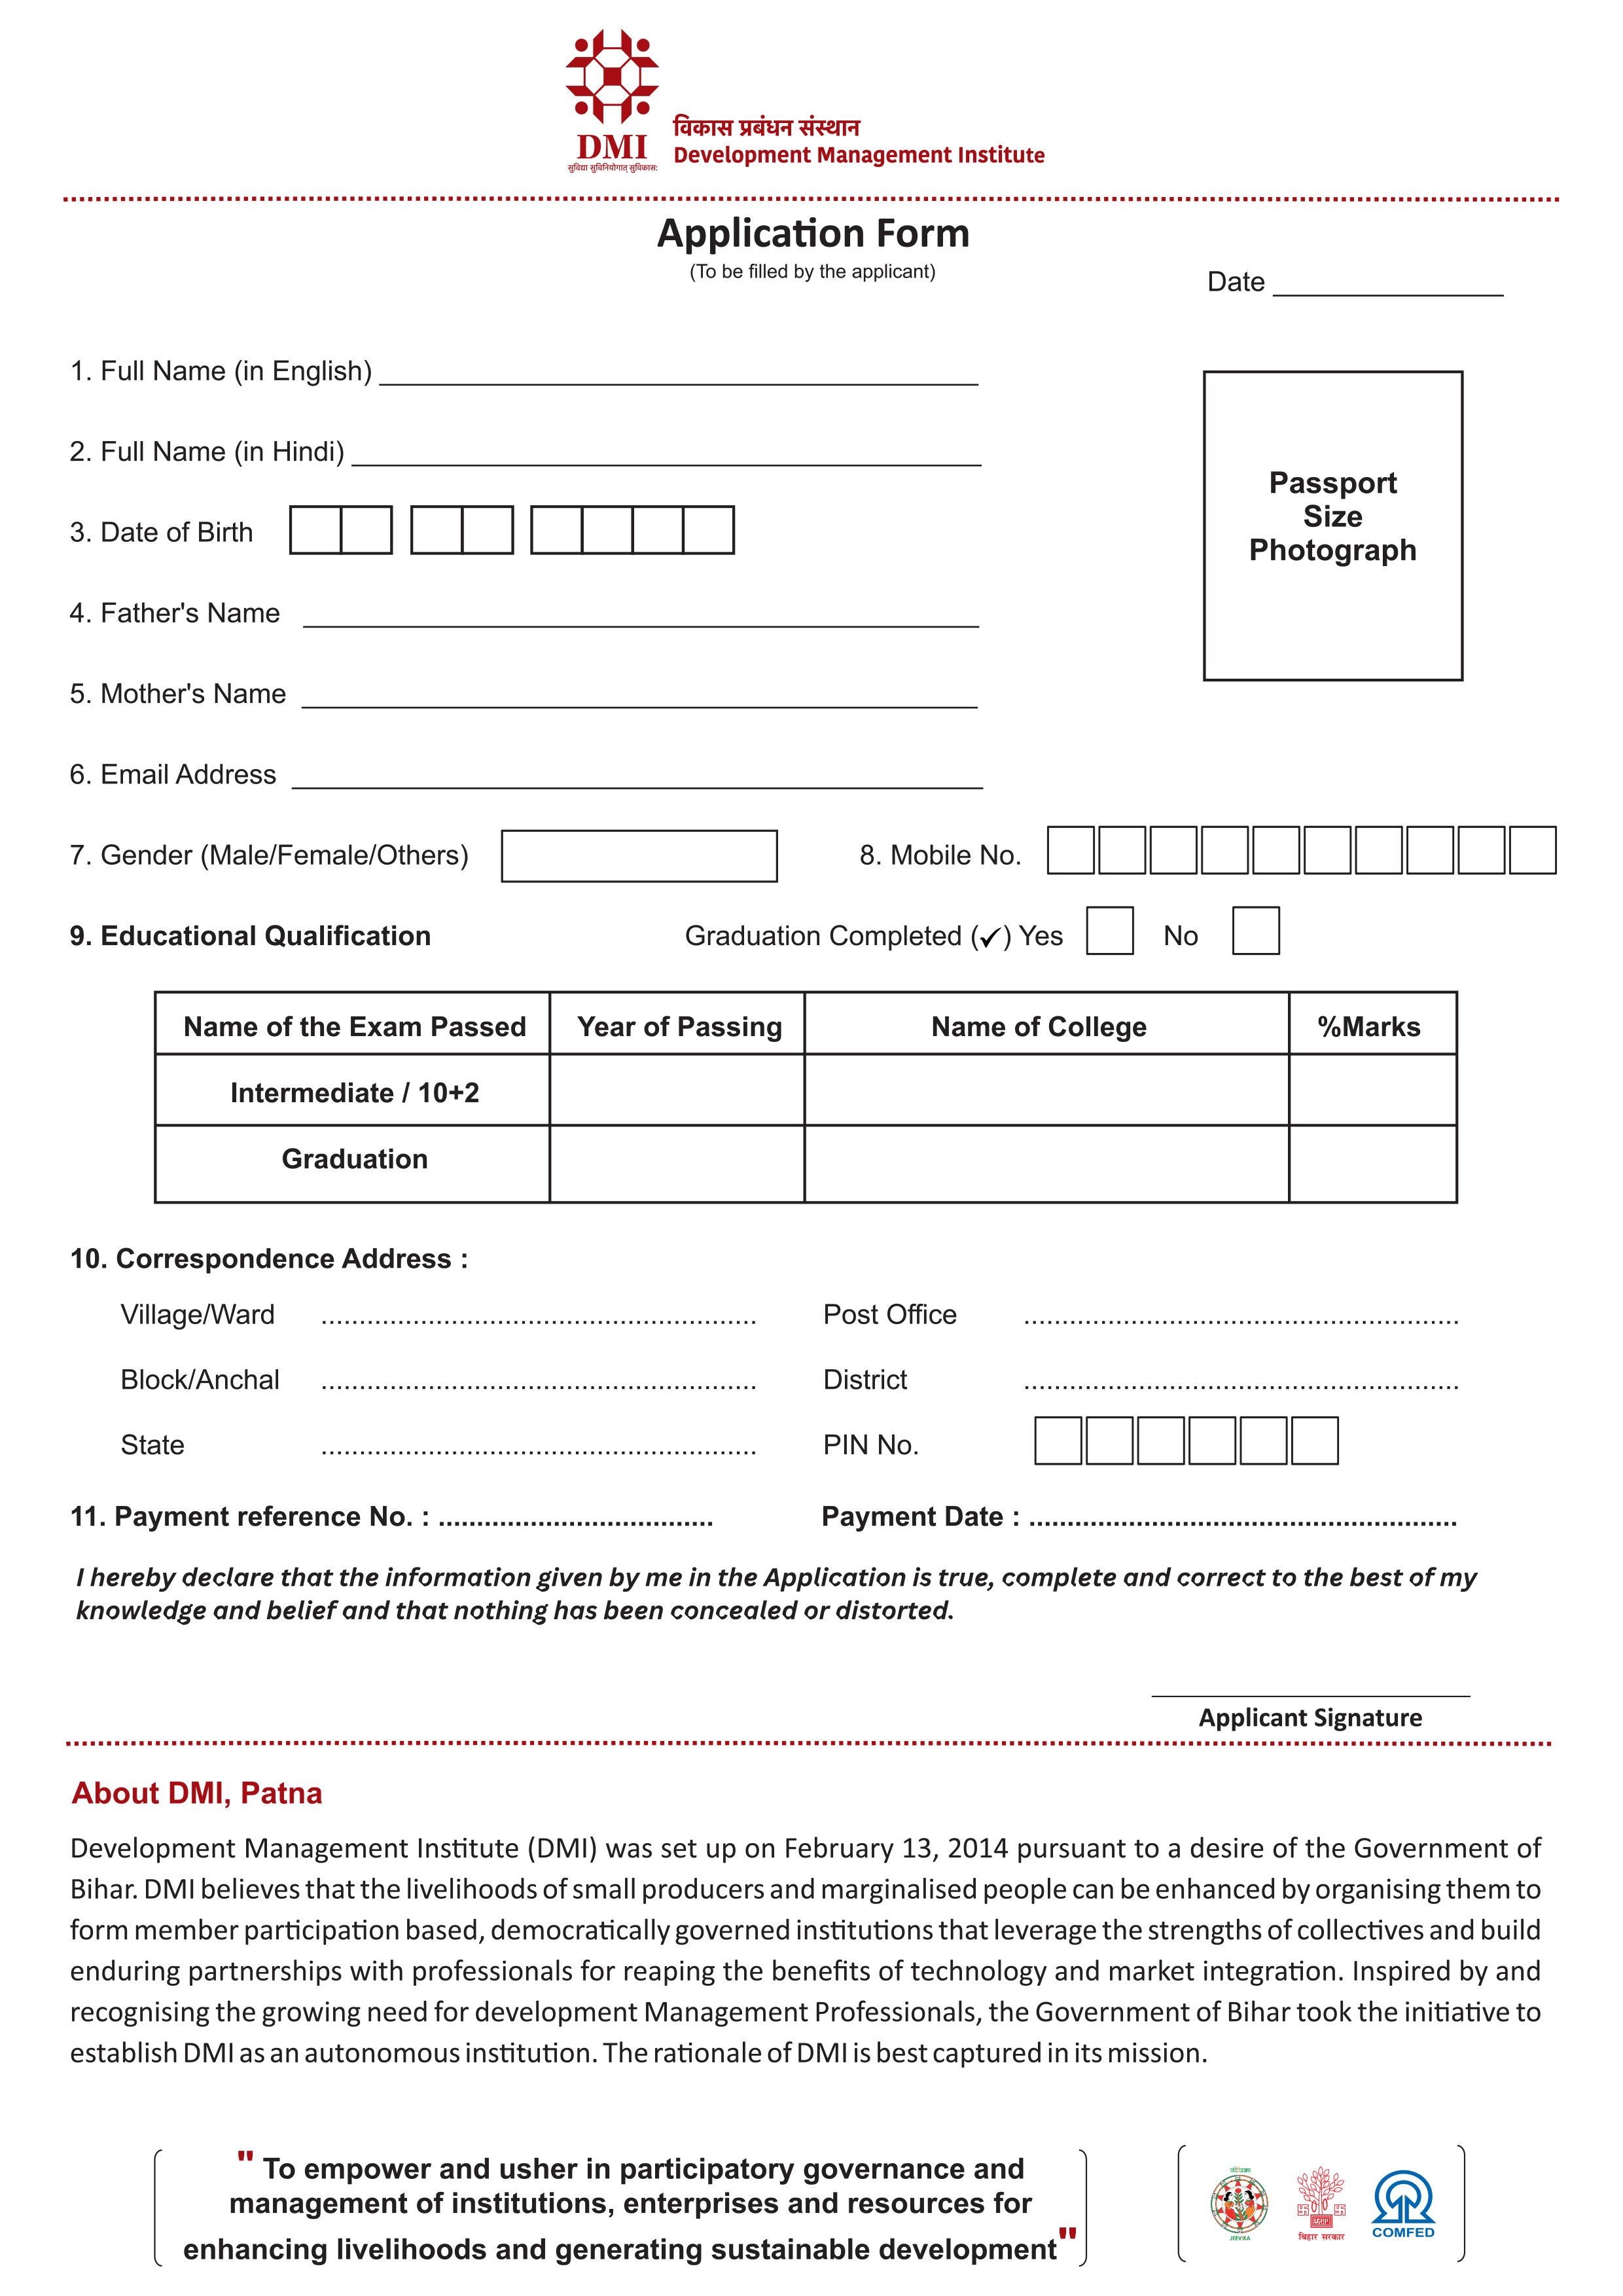 DMI
सुविद्या सुविनियोगात् सुविकासः
विकास प्रबंधन संस्थान
Development Management Institute
Application Form
(To be filled by the applicant)
Date
1. Full Name (in English)
2. Full Name (in Hindi)
Passport
Size
Photograph
3. Date of Birth
4. Father's Name
5. Mother's Name
6. Email Address
7. Gender (Male/Female/Others) 8. Mobile No.
9. Educational Qualification Graduation Completed (✓) Yes No
Name of the Exam Passed Year of Passing Name of College %Marks
Intermediate / 10+2
Graduation
10. Correspondence Address :
Village/Ward ......................................................... Post Office .........................................................
Block/Anchal ......................................................... District .........................................................
State ......................................................... PIN No.
11. Payment reference No. : .................................... Payment Date : ........................................................
I hereby declare that the information given by me in the Application is true, complete and correct to the best of my
knowledge and belief and that nothing has been concealed or distorted.
Applicant Signature
About DMI, Patna
Development Management Institute (DMI) was set up on February 13, 2014 pursuant to a desire of the Government of
Bihar. DMI believes that the livelihoods of small producers and marginalised people can be enhanced by organising them to
form member participation based, democratically governed institutions that leverage the strengths of collectives and build
enduring partnerships with professionals for reaping the benefits of technology and market integration. Inspired by and
recognising the growing need for development Management Professionals, the Government of Bihar took the initiative to
establish DMI as an autonomous institution. The rationale of DMI is best captured in its mission.
" To empower and usher in participatory governance and
management of institutions, enterprises and resources for
enhancing livelihoods and generating sustainable development"
JEEVIKA
बिहार सरकार
COMFED